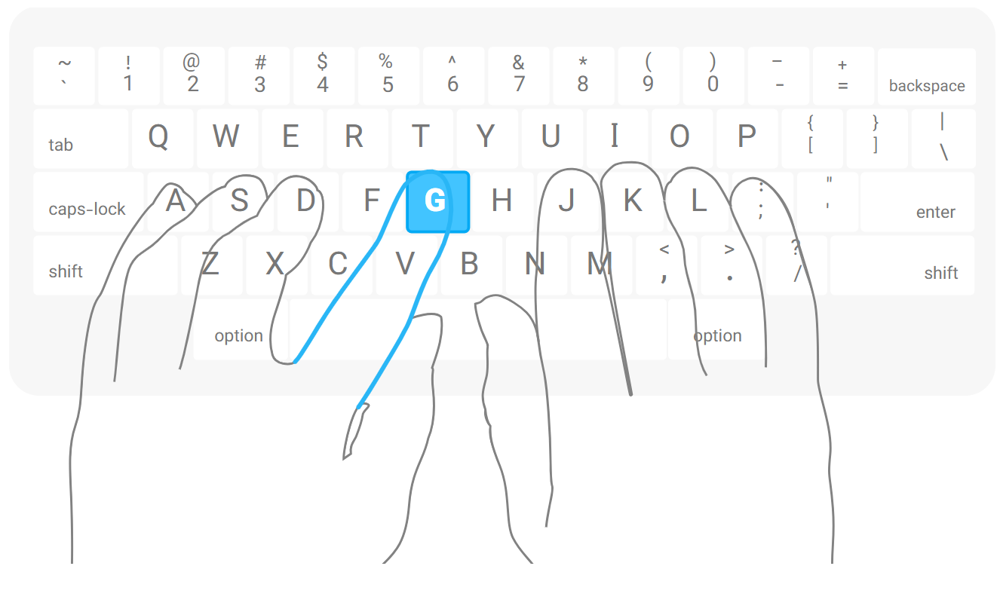 ~ ! @ # $ % ^ & * ( ) – +
` 1 2 3 4 5 6 7 8 9 0 - = backspace
{ } |
tab Q W E R T Y U I O P [ ] \
: "
caps-lock A S D F G H J K L ; ' enter
< > ?
shift Z X C V B N M , . / shift
option option